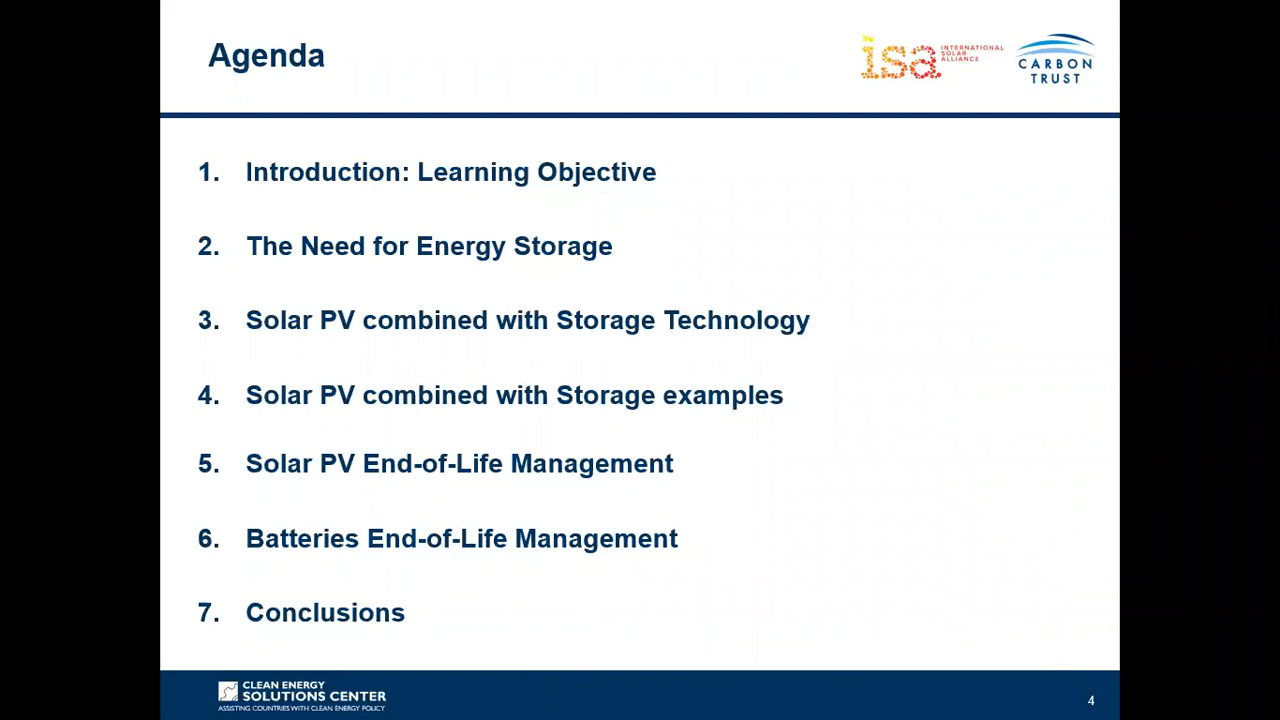 Agenda
isa INTERNATIONAL
SOLAR
ALLIANCE
CARBON
TRUST
1. Introduction: Learning Objective
2. The Need for Energy Storage
3. Solar PV combined with Storage Technology
4. Solar PV combined with Storage examples
5. Solar PV End-of-Life Management
6. Batteries End-of-Life Management
7. Conclusions
CLEAN ENERGY
SOLUTIONS CENTER
ASSISTING COUNTRIES WITH CLEAN ENERGY POLICY
4